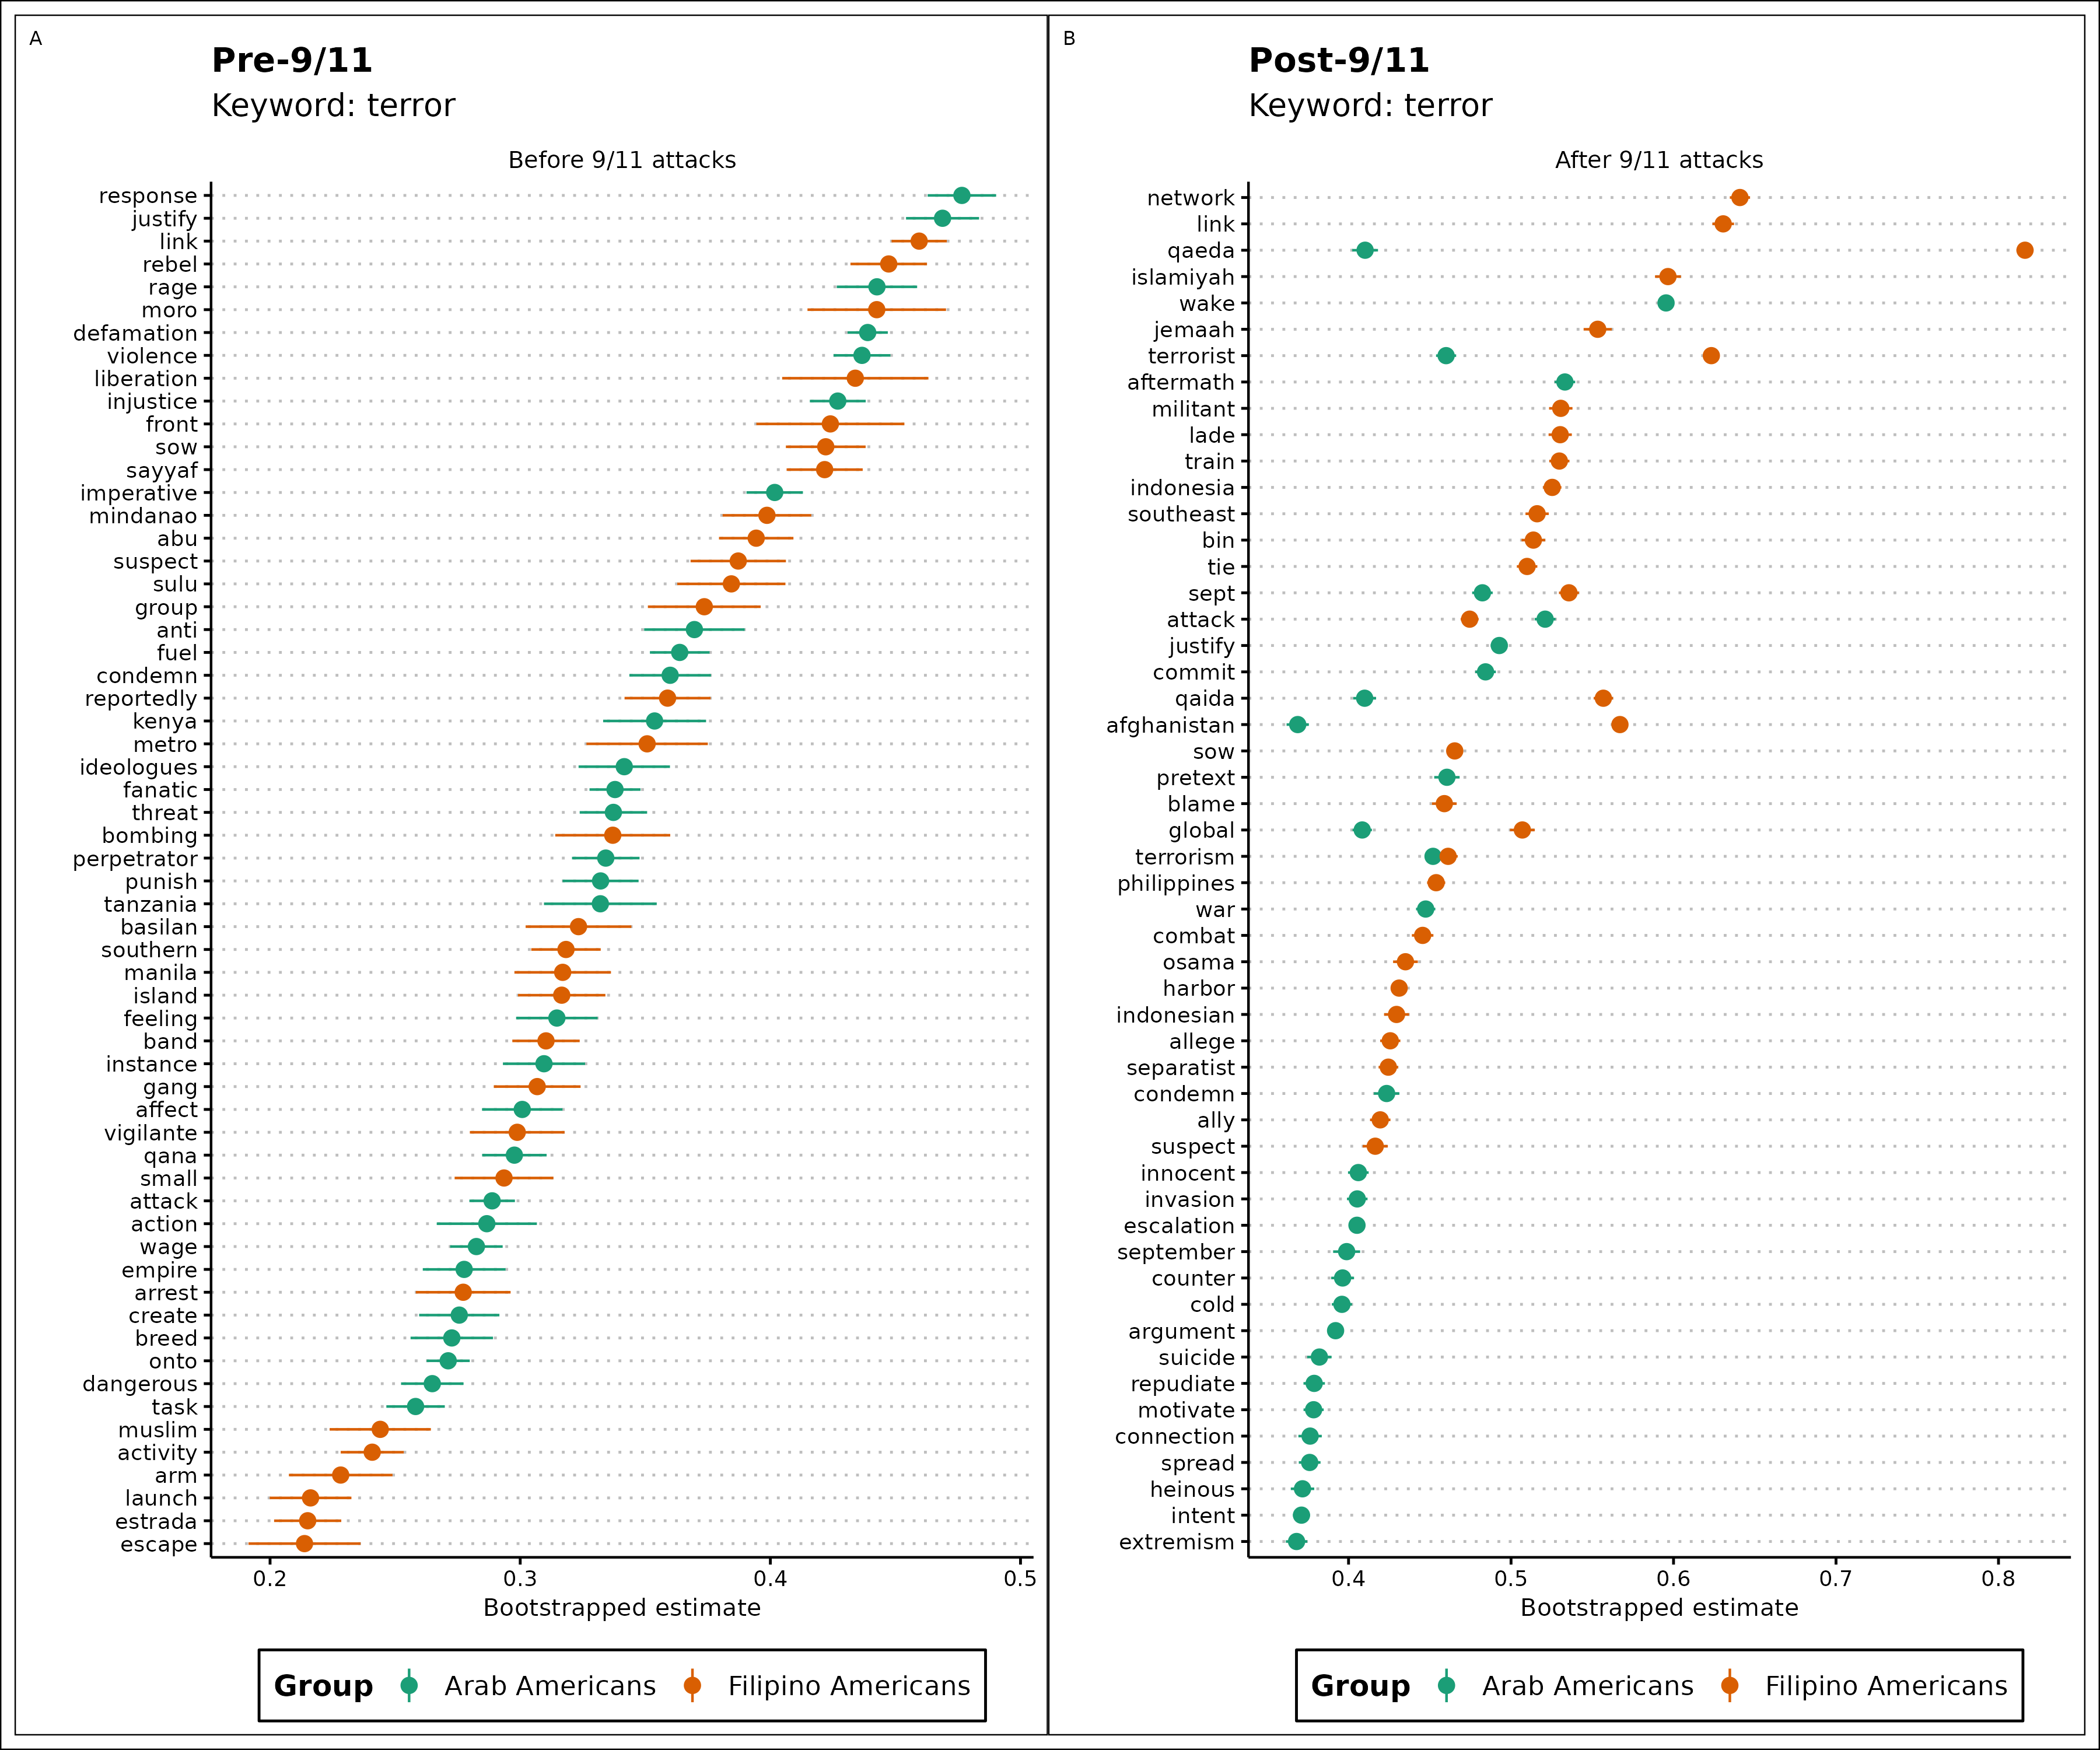 A
Pre-9/11
Keyword: terror
Before 9/11 attacks
response
justify
link
rebel
rage
moro
defamation
violence
liberation
injustice
front
sow
sayyaf
imperative
mindanao
abu
suspect
sulu
group
anti
fuel
condemn
reportedly
kenya
metro
ideologues
fanatic
threat
bombing
perpetrator
punish
tanzania
basilan
southern
manila
island
feeling
band
instance
gang
affect
vigilante
qana
small
attack
action
wage
empire
arrest
create
breed
onto
dangerous
task
muslim
activity
arm
launch
estrada
escape
0.2 0.3 0.4 0.5
Bootstrapped estimate
Group Arab Americans Filipino Americans
B
Post-9/11
Keyword: terror
After 9/11 attacks
network
link
qaeda
islamiyah
wake
jemaah
terrorist
aftermath
militant
lade
train
indonesia
southeast
bin
tie
sept
attack
justify
commit
qaida
afghanistan
sow
pretext
blame
global
terrorism
philippines
war
combat
osama
harbor
indonesian
allege
separatist
condemn
ally
suspect
innocent
invasion
escalation
september
counter
cold
argument
suicide
repudiate
motivate
connection
spread
heinous
intent
extremism
0.4 0.5 0.6 0.7 0.8
Bootstrapped estimate
Group Arab Americans Filipino Americans